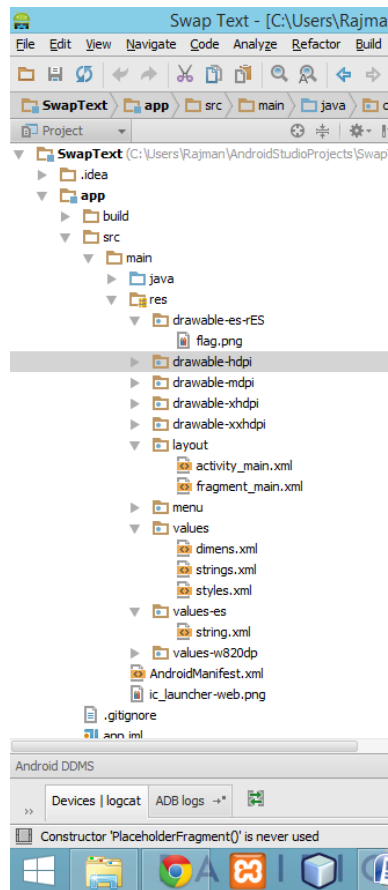 Swap Text - [C:\Users\Rajma
File Edit View Navigate Code Analyze Refactor Build
SwapText app src main java
Project
SwapText (C:\Users\Rajman\AndroidStudioProjects\Swap
.idea
app
build
src
main
java
res
drawable-es-rES
flag.png
drawable-hdpi
drawable-mdpi
drawable-xhdpi
drawable-xxhdpi
layout
activity_main.xml
fragment_main.xml
menu
values
dimens.xml
strings.xml
styles.xml
values-es
string.xml
values-w820dp
AndroidManifest.xml
ic_launcher-web.png
.gitignore
app.iml
Android DDMS
Devices | logcat ADB logs
Constructor 'PlaceholderFragment()' is never used